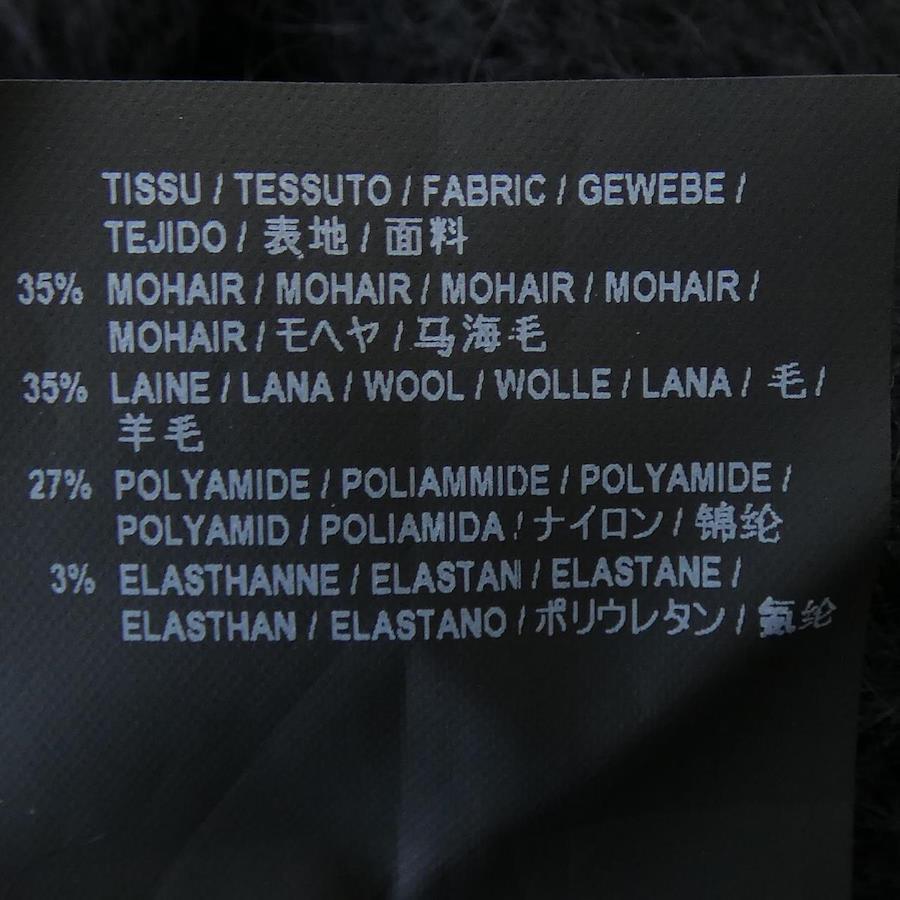 TISSU / TESSUTO / FABRIC / GEWEBE /
TEJIDO / 表地 / 面料
35% MOHAIR / MOHAIR / MOHAIR / MOHAIR /
MOHAIR / モヘヤ / 马海毛
35% LAINE / LANA / WOOL / WOLLE / LANA / 毛 /
羊毛
27% POLYAMIDE / POLIAMMIDE / POLYAMIDE /
POLYAMID / POLIAMIDA / ナイロン / 锦纶
3% ELASTHANNE / ELASTAN / ELASTANE /
ELASTHAN / ELASTANO / ポリウレタン / 氨纶